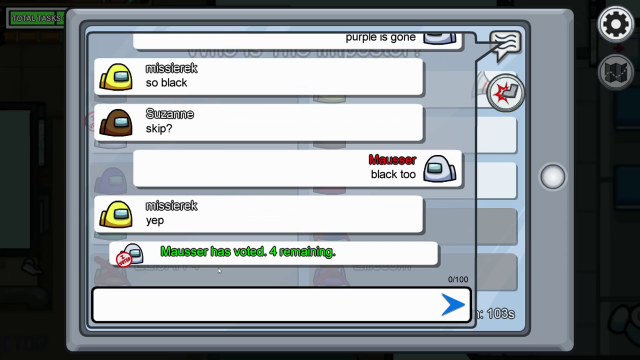 TOTAL TASKS
Who Is The Impostor?
purple is gone
missierek
so black
Suzanne
skip?
Mausser
black too
missierek
yep
Mausser has voted. 4 remaining.
0/100
103s